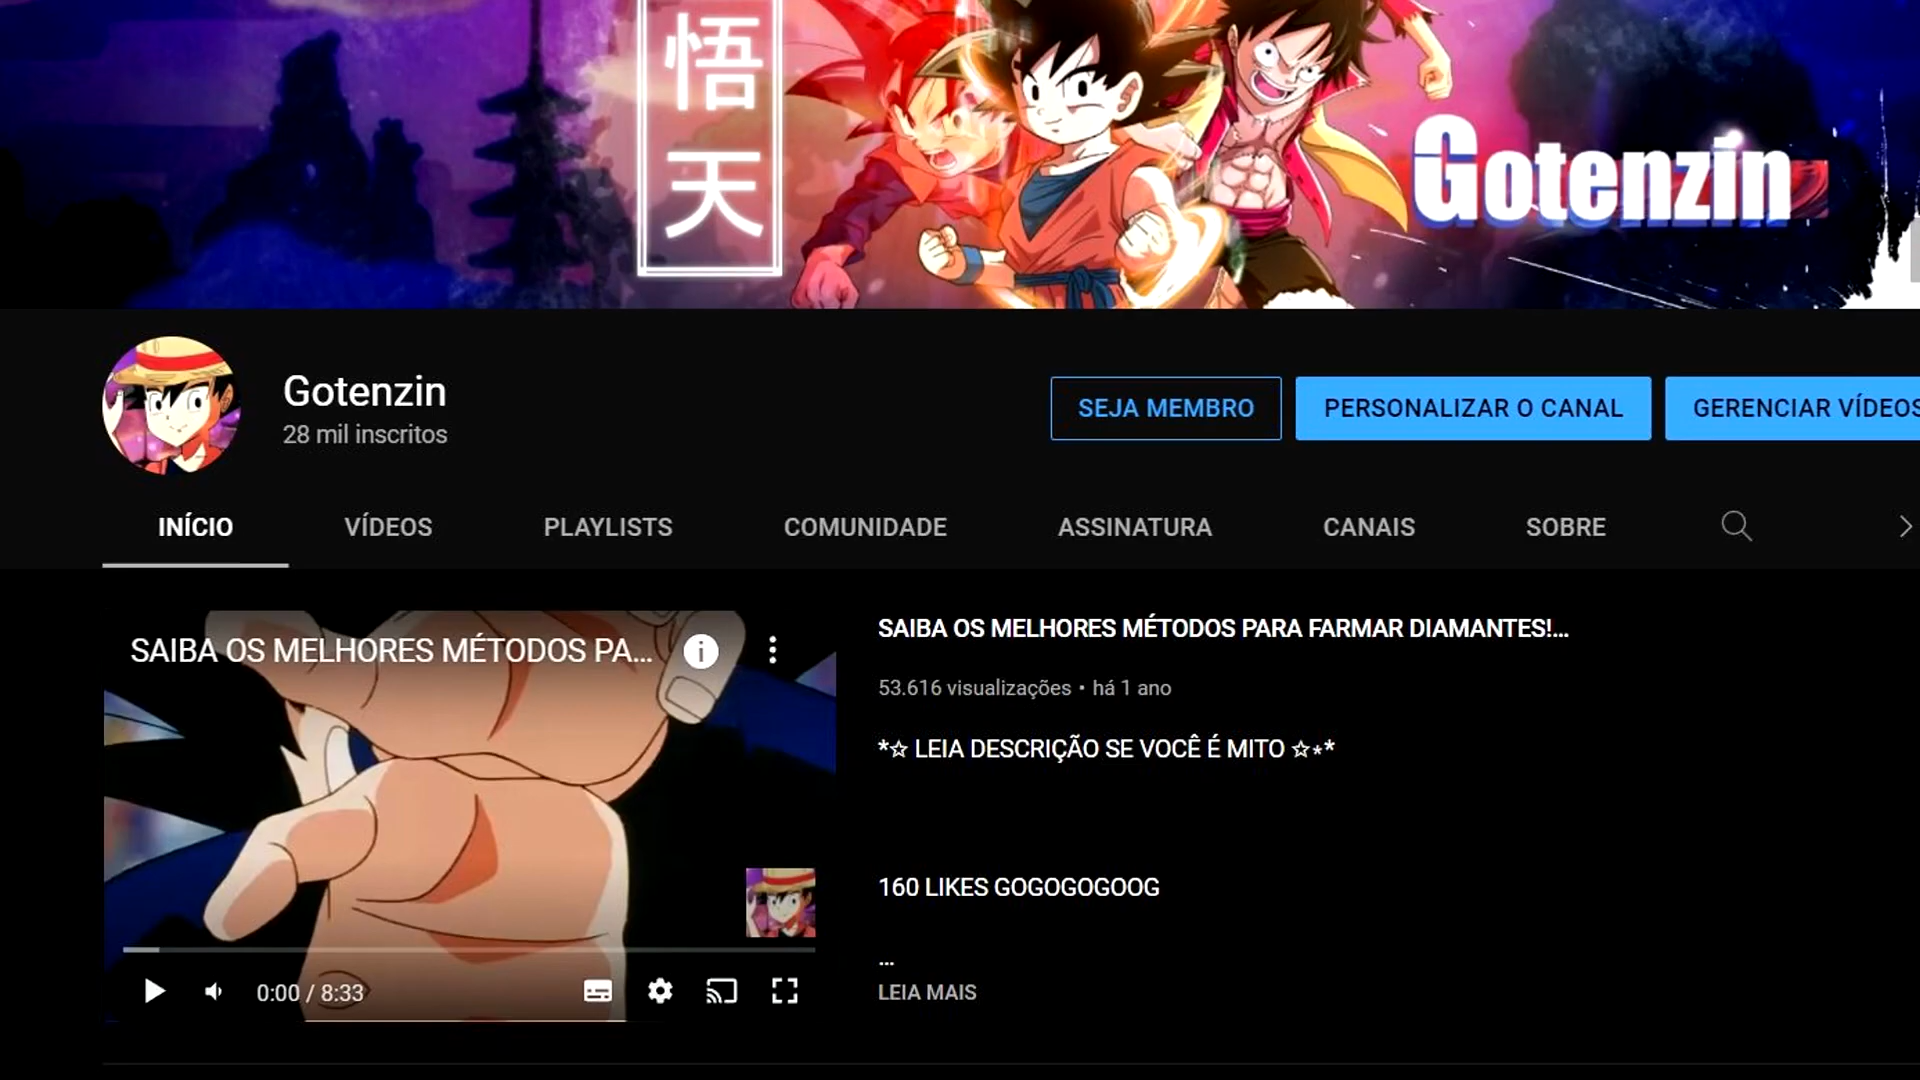 悟天
Gotenzin
Gotenzin
28 mil inscritos
SEJA MEMBRO
PERSONALIZAR O CANAL
GERENCIAR VÍDEOS
INÍCIO
VÍDEOS
PLAYLISTS
COMUNIDADE
ASSINATURA
CANAIS
SOBRE
SAIBA OS MELHORES MÉTODOS PA...
0:00 / 8:33
SAIBA OS MELHORES MÉTODOS PARA FARMAR DIAMANTES!...
53.616 visualizações • há 1 ano
*☆ LEIA DESCRIÇÃO SE VOCÊ É MITO ☆⋆*
160 LIKES GOGOGOGOOG
...
LEIA MAIS